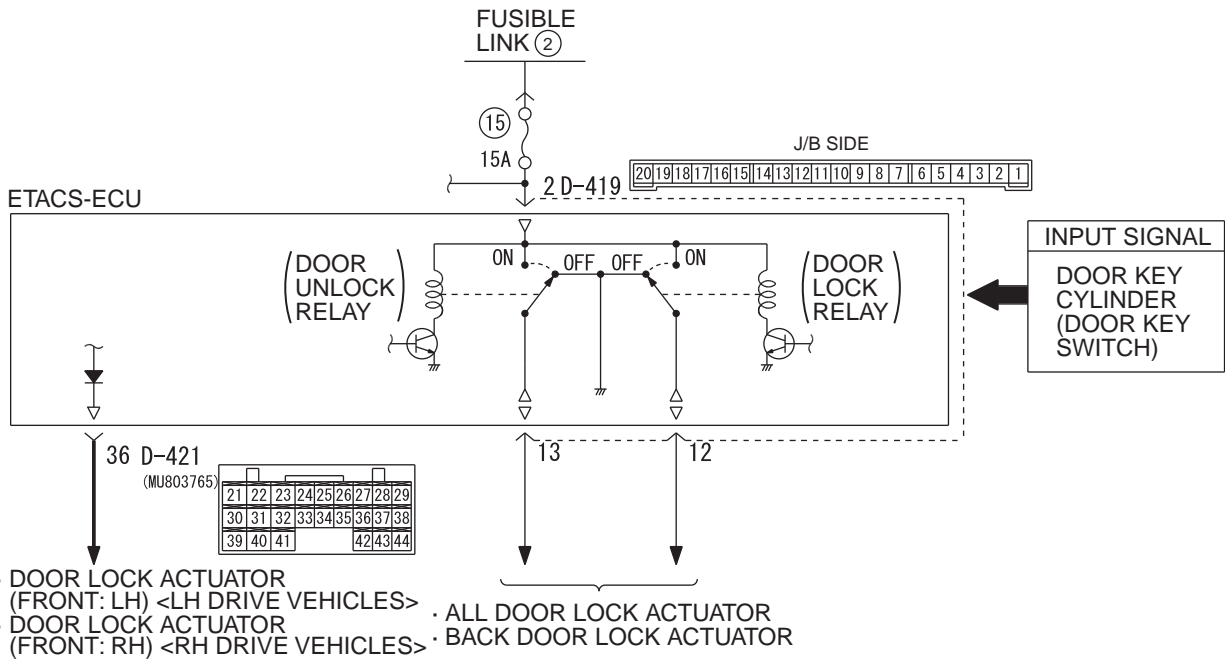 FUSIBLE
LINK ②
⑮
15A
J/B SIDE
20 19 18 17 16 15 14 13 12 11 10 9 8 7 6 5 4 3 2 1
2 D-419
ETACS-ECU
INPUT SIGNAL
DOOR KEY
CYLINDER
(DOOR KEY
SWITCH)
(DOOR
UNLOCK
RELAY)
ON OFF OFF ON
(DOOR
LOCK
RELAY)
36 D-421
(MU803765)
13
12
21 22 23 24 25 26 27 28 29
30 31 32 33 34 35 36 37 38
39 40 41 42 43 44
· DOOR LOCK ACTUATOR
(FRONT: LH) <LH DRIVE VEHICLES>
· DOOR LOCK ACTUATOR
(FRONT: RH) <RH DRIVE VEHICLES>
· ALL DOOR LOCK ACTUATOR
· BACK DOOR LOCK ACTUATOR